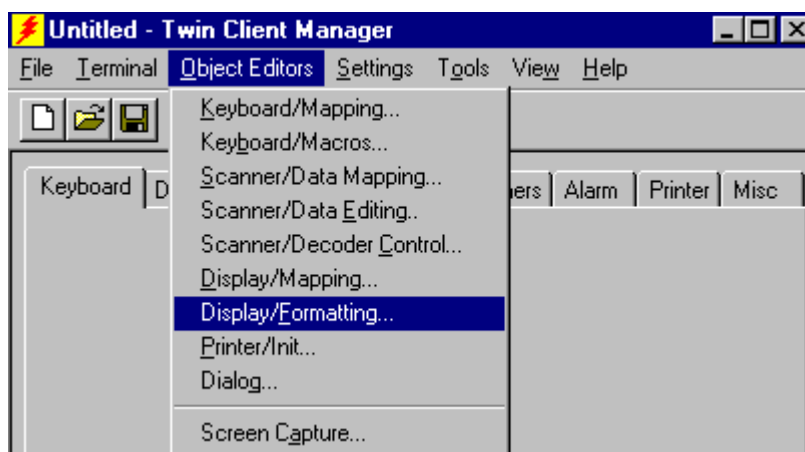 Untitled - Twin Client Manager
File Terminal Object Editors Settings Tools View Help
Keyboard/Mapping...
Keyboard/Macros...
Scanner/Data Mapping...
Scanner/Data Editing..
Scanner/Decoder Control...
Display/Mapping...
Display/Formatting...
Printer/Init...
Dialog...
Screen Capture...
Keyboard Alarm Printer Misc